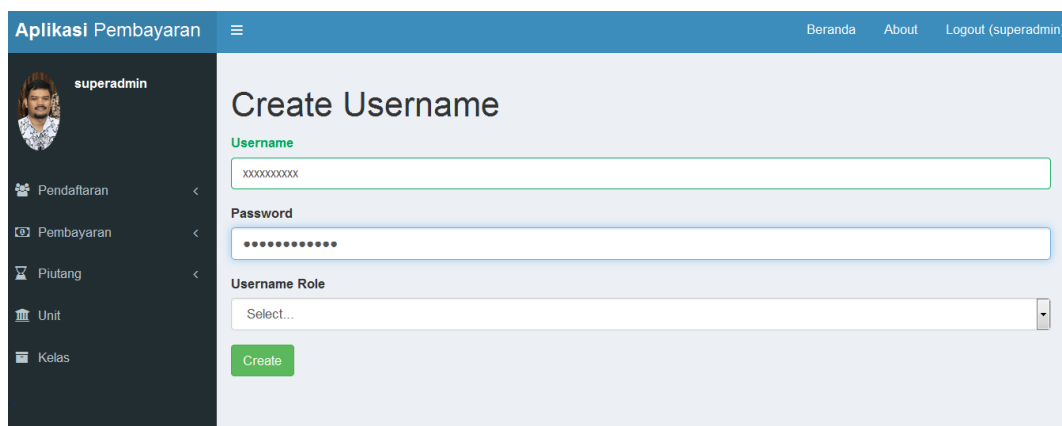 Aplikasi Pembayaran
Beranda About Logout (superadmin
superadmin
Pendaftaran
Pembayaran
Piutang
Unit
Kelas
Create Username
Username
xxxxxxxxxx
Password
••••••••••••
Username Role
Select...
Create